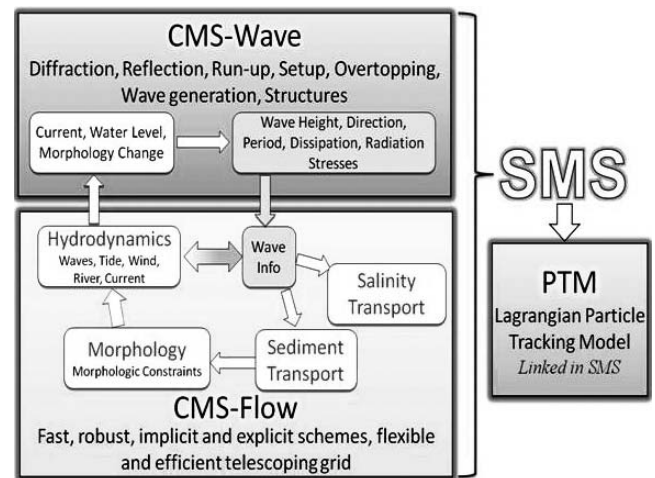 CMS-Wave
Diffraction, Reflection, Run-up, Setup, Overtopping,
Wave generation, Structures
Current, Water Level,
Morphology Change
Wave Height, Direction,
Period, Dissipation, Radiation
Stresses
Hydrodynamics
Waves, Tide, Wind,
River, Current
Wave
Info
Salinity
Transport
Morphology
Morphologic Constraints
Sediment
Transport
CMS-Flow
Fast, robust, implicit and explicit schemes, flexible
and efficient telescoping grid
SMS
PTM
Lagrangian Particle
Tracking Model
Linked in SMS